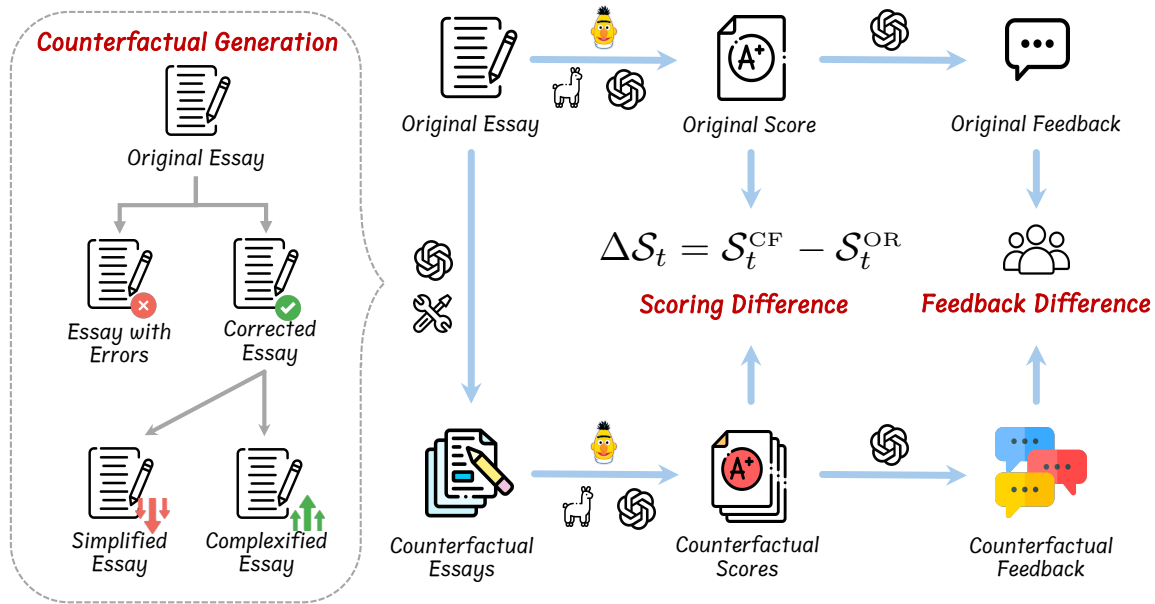 Counterfactual Generation
Original Essay
Essay with
Errors
Corrected
Essay
Simplified
Essay
Complexified
Essay
Original Essay
A+
Original Score
Original Feedback
ΔS_t = S_t^CF − S_t^OR
Scoring Difference
Feedback Difference
Counterfactual
Essays
A+
Counterfactual
Scores
Counterfactual
Feedback